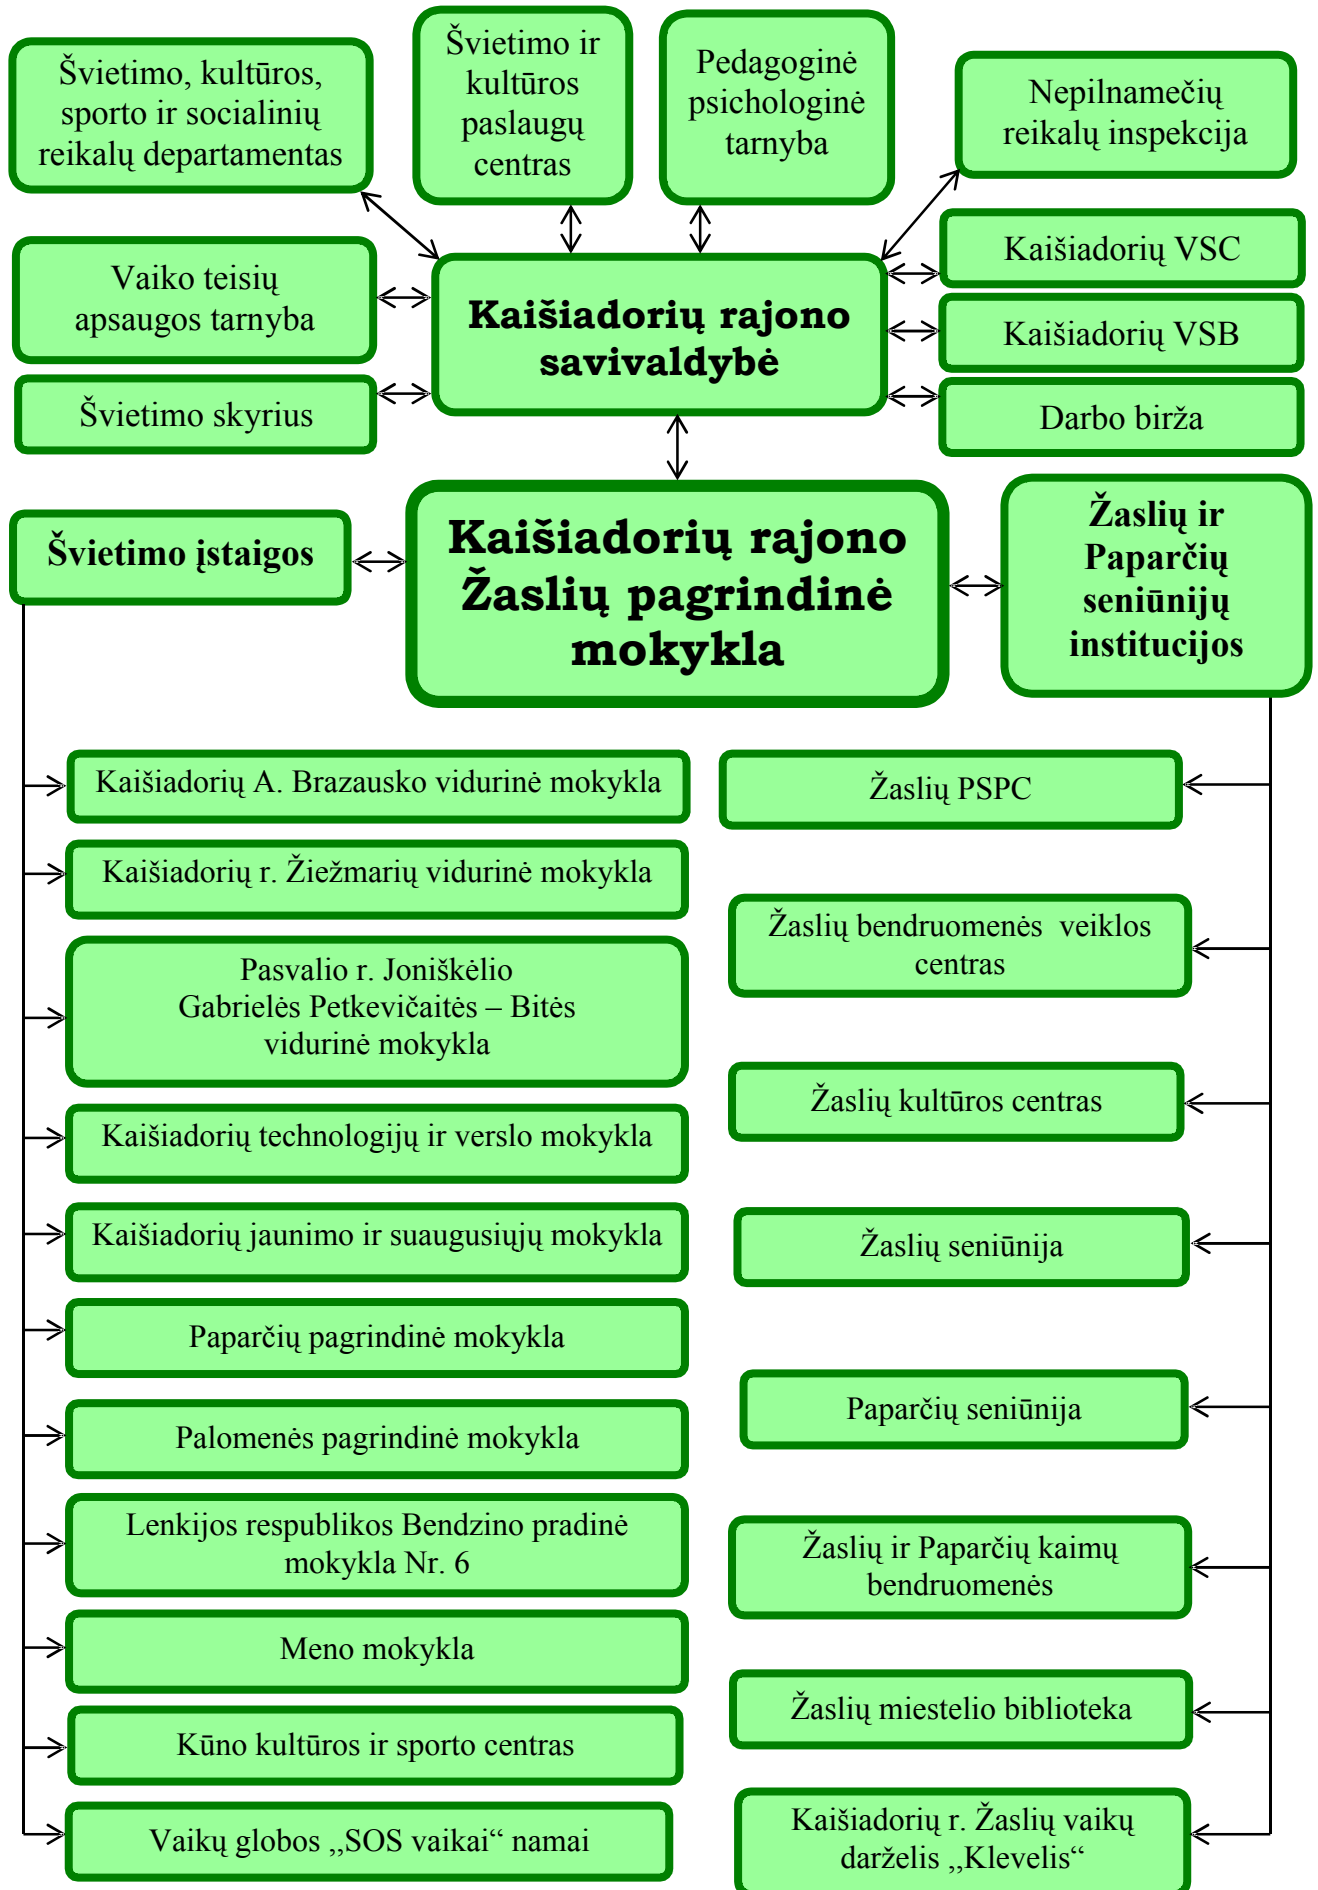 Švietimo, kultūros,
sporto ir socialinių
reikalų departamentas
Švietimo ir
kultūros
paslaugų
centras
Pedagoginė
psichologinė
tarnyba
Nepilnamečių
reikalų inspekcija
Vaiko teisių
apsaugos tarnyba
Švietimo skyrius
Kaišiadorių rajono
savivaldybė
Kaišiadorių VSC
Kaišiadorių VSB
Darbo birža
Švietimo įstaigos
Kaišiadorių rajono
Žaslių pagrindinė
mokykla
Žaslių ir
Paparčių
seniūnijų
institucijos
Kaišiadorių A. Brazausko vidurinė mokykla
Kaišiadorių r. Žiežmarių vidurinė mokykla
Pasvalio r. Joniškėlio
Gabrielės Petkevičaitės – Bitės
vidurinė mokykla
Kaišiadorių technologijų ir verslo mokykla
Kaišiadorių jaunimo ir suaugusiųjų mokykla
Paparčių pagrindinė mokykla
Palomenės pagrindinė mokykla
Lenkijos respublikos Bendzino pradinė
mokykla Nr. 6
Meno mokykla
Kūno kultūros ir sporto centras
Vaikų globos „SOS vaikai“ namai
Žaslių PSPC
Žaslių bendruomenės veiklos
centras
Žaslių kultūros centras
Žaslių seniūnija
Paparčių seniūnija
Žaslių ir Paparčių kaimų
bendruomenės
Žaslių miestelio biblioteka
Kaišiadorių r. Žaslių vaikų
darželis „Klevelis“